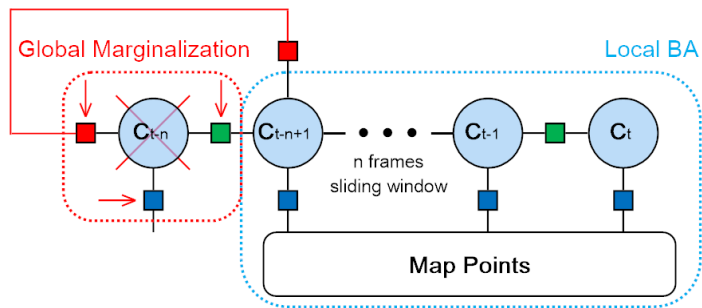 Global Marginalization
Local BA
Ct-n
Ct-n+1
Ct-1
Ct
n frames
sliding window
Map Points